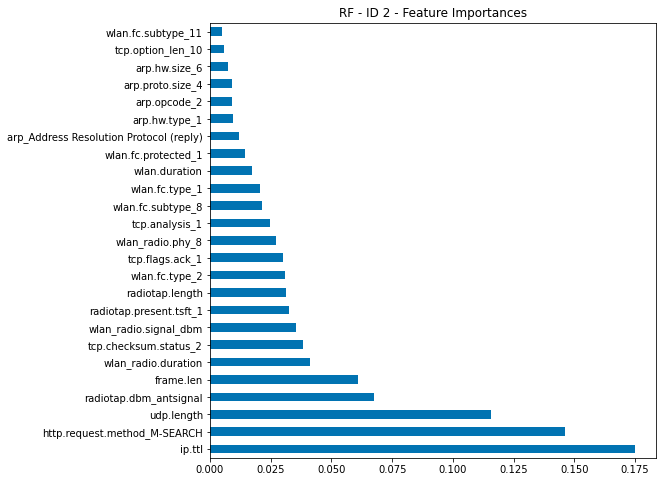 RF - ID 2 - Feature Importances
wlan.fc.subtype_11
tcp.option_len_10
arp.hw.size_6
arp.proto.size_4
arp.opcode_2
arp.hw.type_1
arp_Address Resolution Protocol (reply)
wlan.fc.protected_1
wlan.duration
wlan.fc.type_1
wlan.fc.subtype_8
tcp.analysis_1
wlan_radio.phy_8
tcp.flags.ack_1
wlan.fc.type_2
radiotap.length
radiotap.present.tsft_1
wlan_radio.signal_dbm
tcp.checksum.status_2
wlan_radio.duration
frame.len
radiotap.dbm_antsignal
udp.length
http.request.method_M-SEARCH
ip.ttl
0.000 0.025 0.050 0.075 0.100 0.125 0.150 0.175